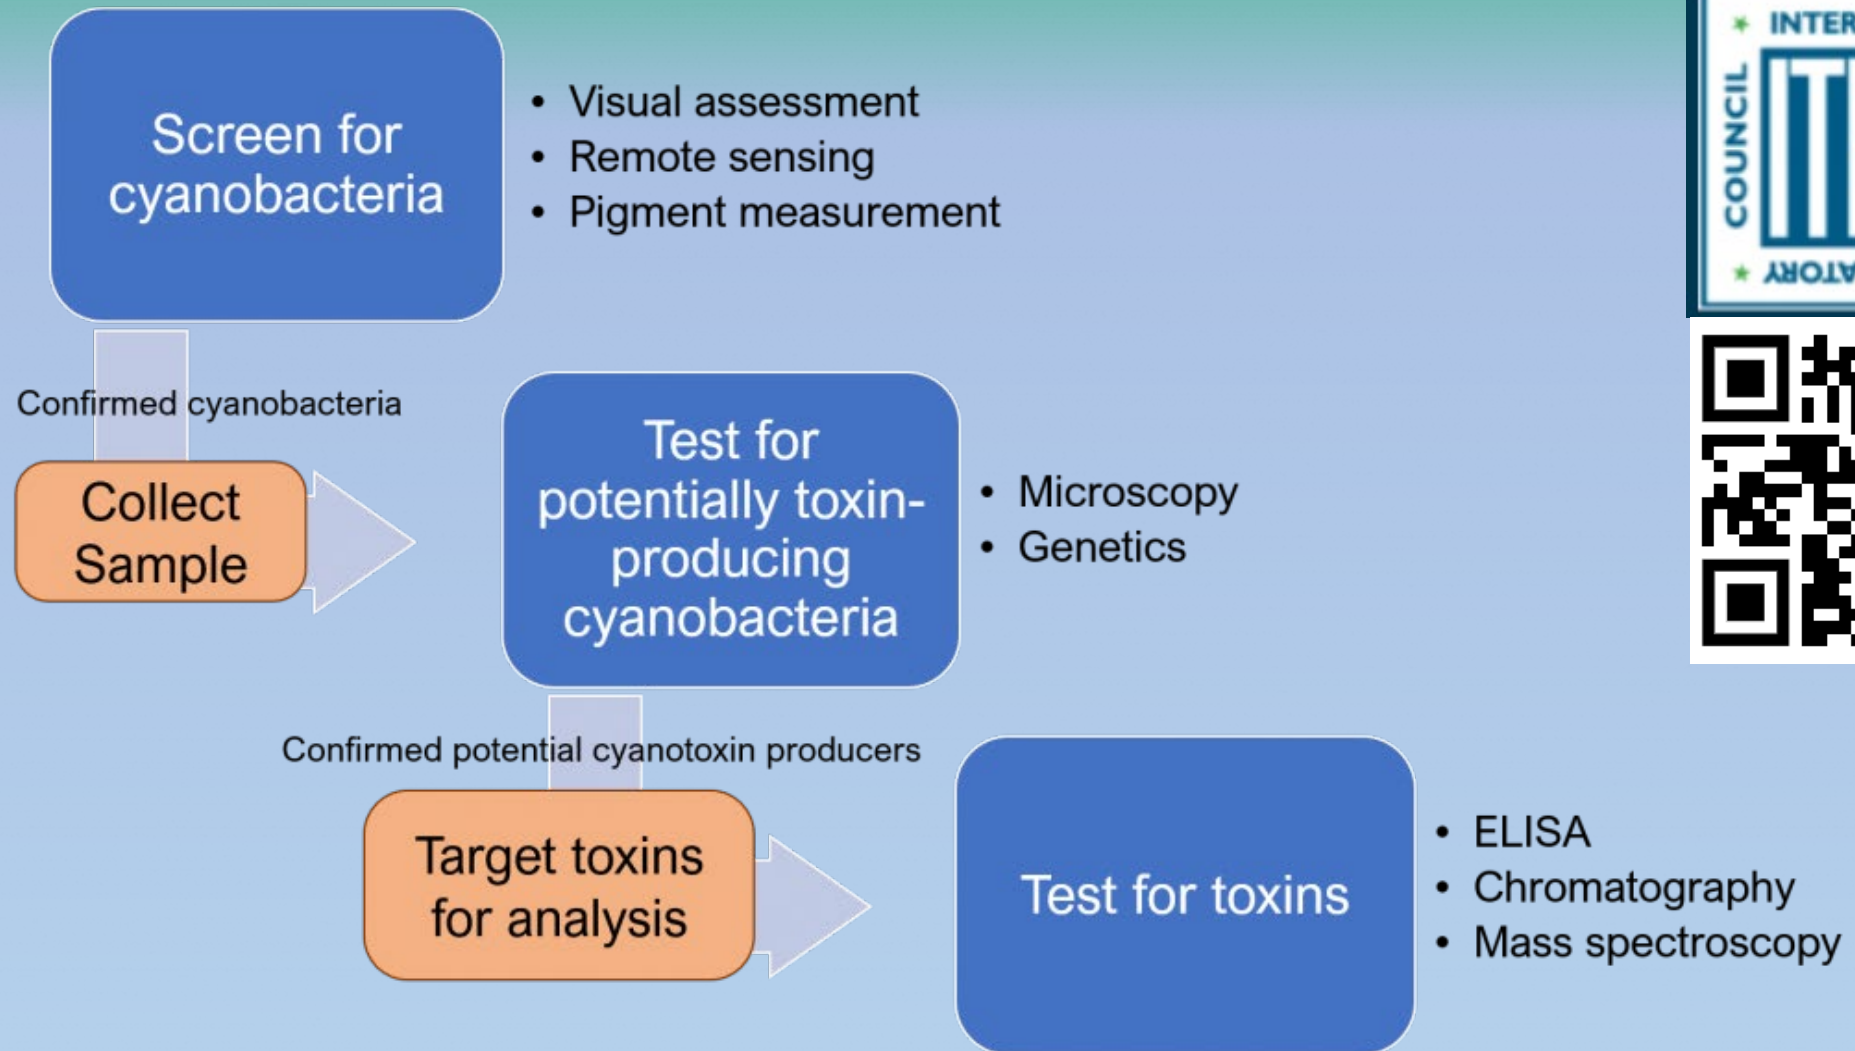 Screen for
cyanobacteria
• Visual assessment
• Remote sensing
• Pigment measurement
COUNCIL
Confirmed cyanobacteria
Collect
Sample
Test for
potentially toxin-
producing
cyanobacteria
• Microscopy
• Genetics
Confirmed potential cyanotoxin producers
Target toxins
for analysis
Test for toxins
• ELISA
• Chromatography
• Mass spectroscopy